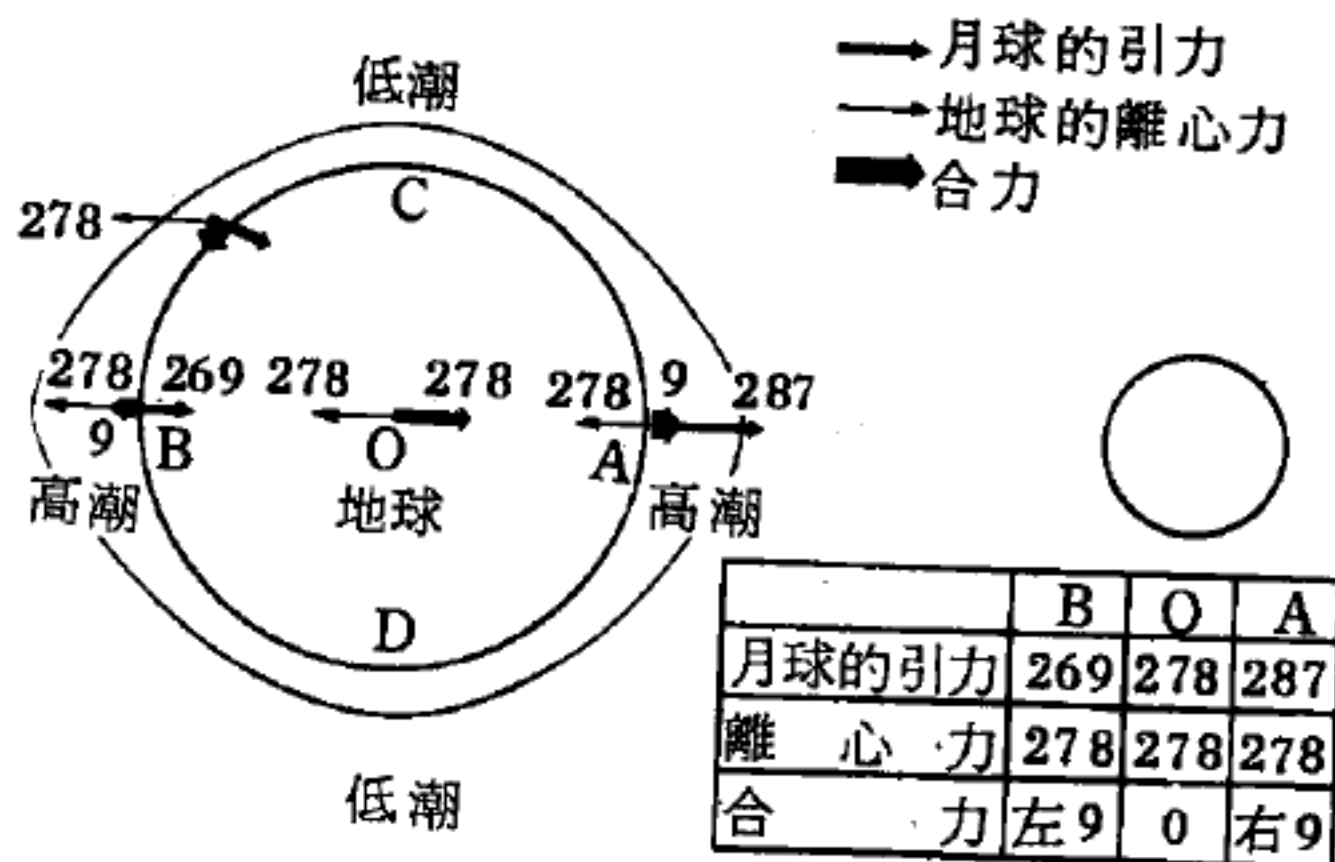 月球的引力
地球的離心力
合力
低潮
C
278
278 269 278 278 278 9 287
9 B O A
高潮 地球 高潮
D
低潮
B O A
月球的引力 269 278 287
離心力 278 278 278
合力 左9 0 右9